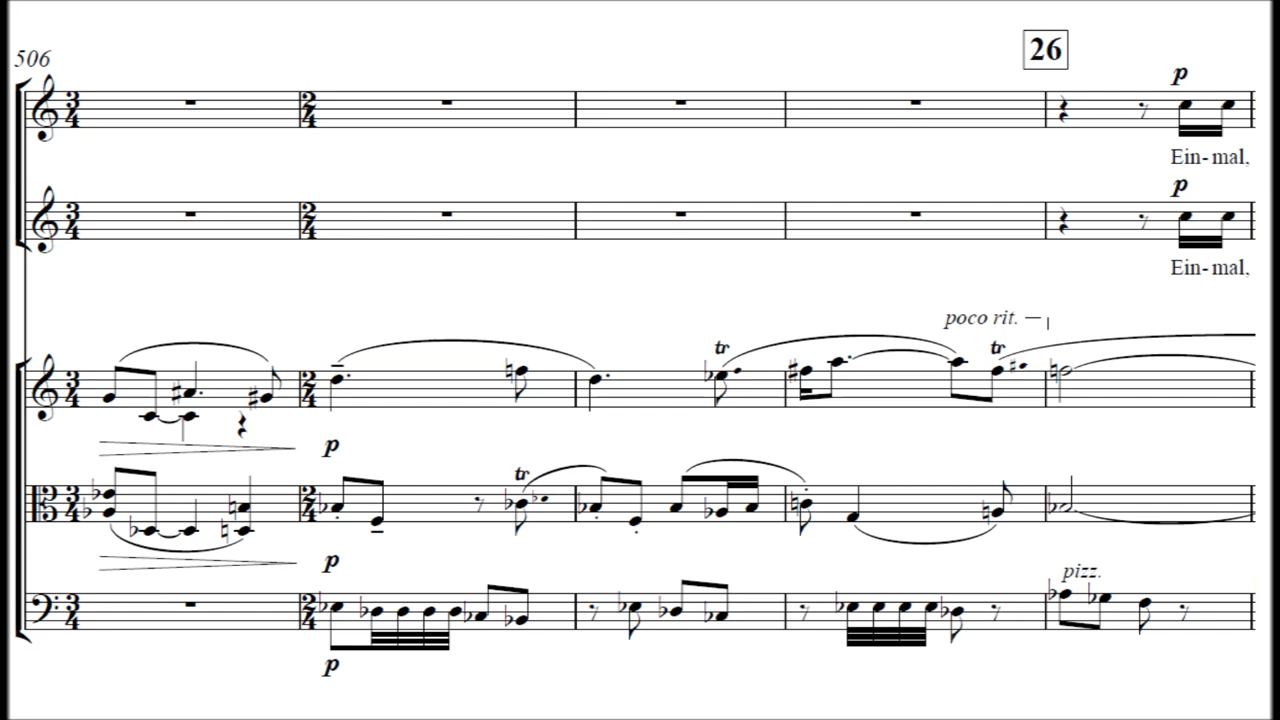 506
26
p
Ein- mal,
p
Ein- mal,
poco rit.
tr
tr
p
tr
p
pizz.
p